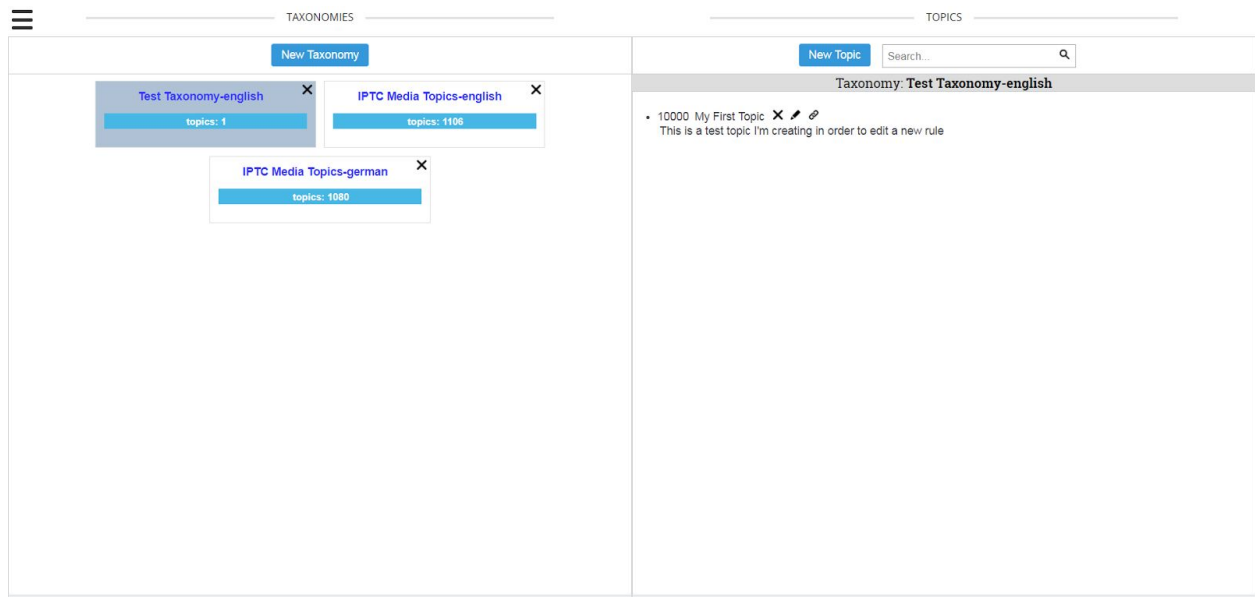 TAXONOMIES
New Taxonomy
Test Taxonomy-english
topics: 1
IPTC Media Topics-english
topics: 1106
IPTC Media Topics-german
topics: 1080
TOPICS
New Topic
Search...
Taxonomy: Test Taxonomy-english
10000 My First Topic
This is a test topic I'm creating in order to edit a new rule